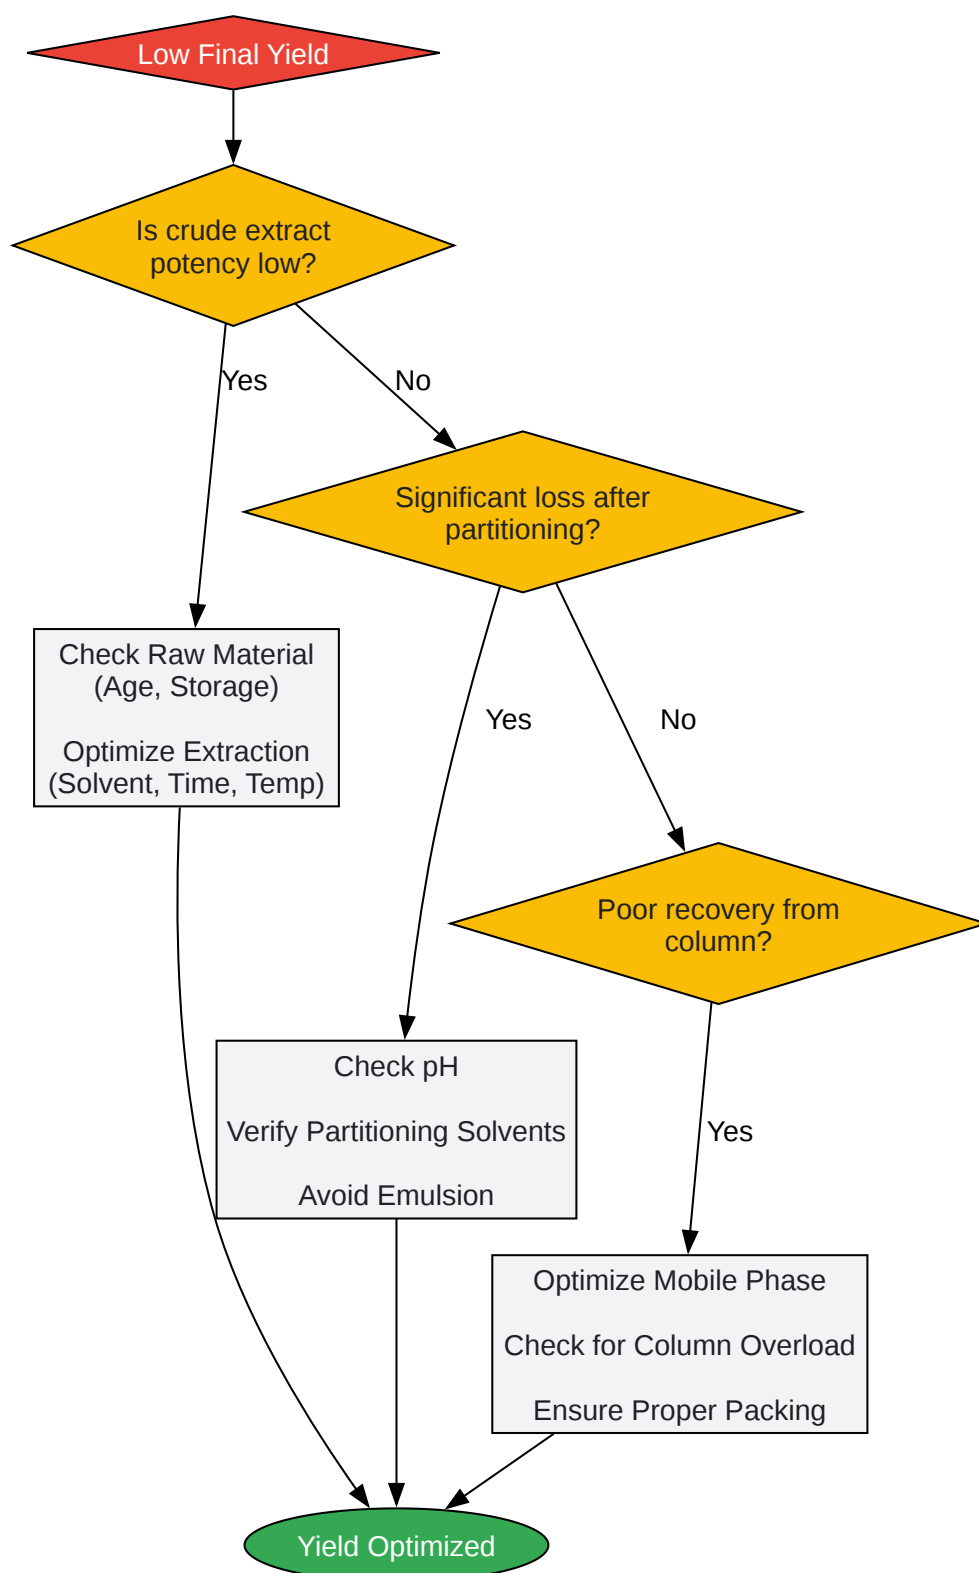 Low Final Yield
Is crude extract
potency low?
Yes
No
Significant loss after
partitioning?
Check Raw Material
(Age, Storage)
Optimize Extraction
(Solvent, Time, Temp)
Yes
No
Poor recovery from
column?
Check pH
Verify Partitioning Solvents
Avoid Emulsion
Yes
Optimize Mobile Phase
Check for Column Overload
Ensure Proper Packing
Yield Optimized